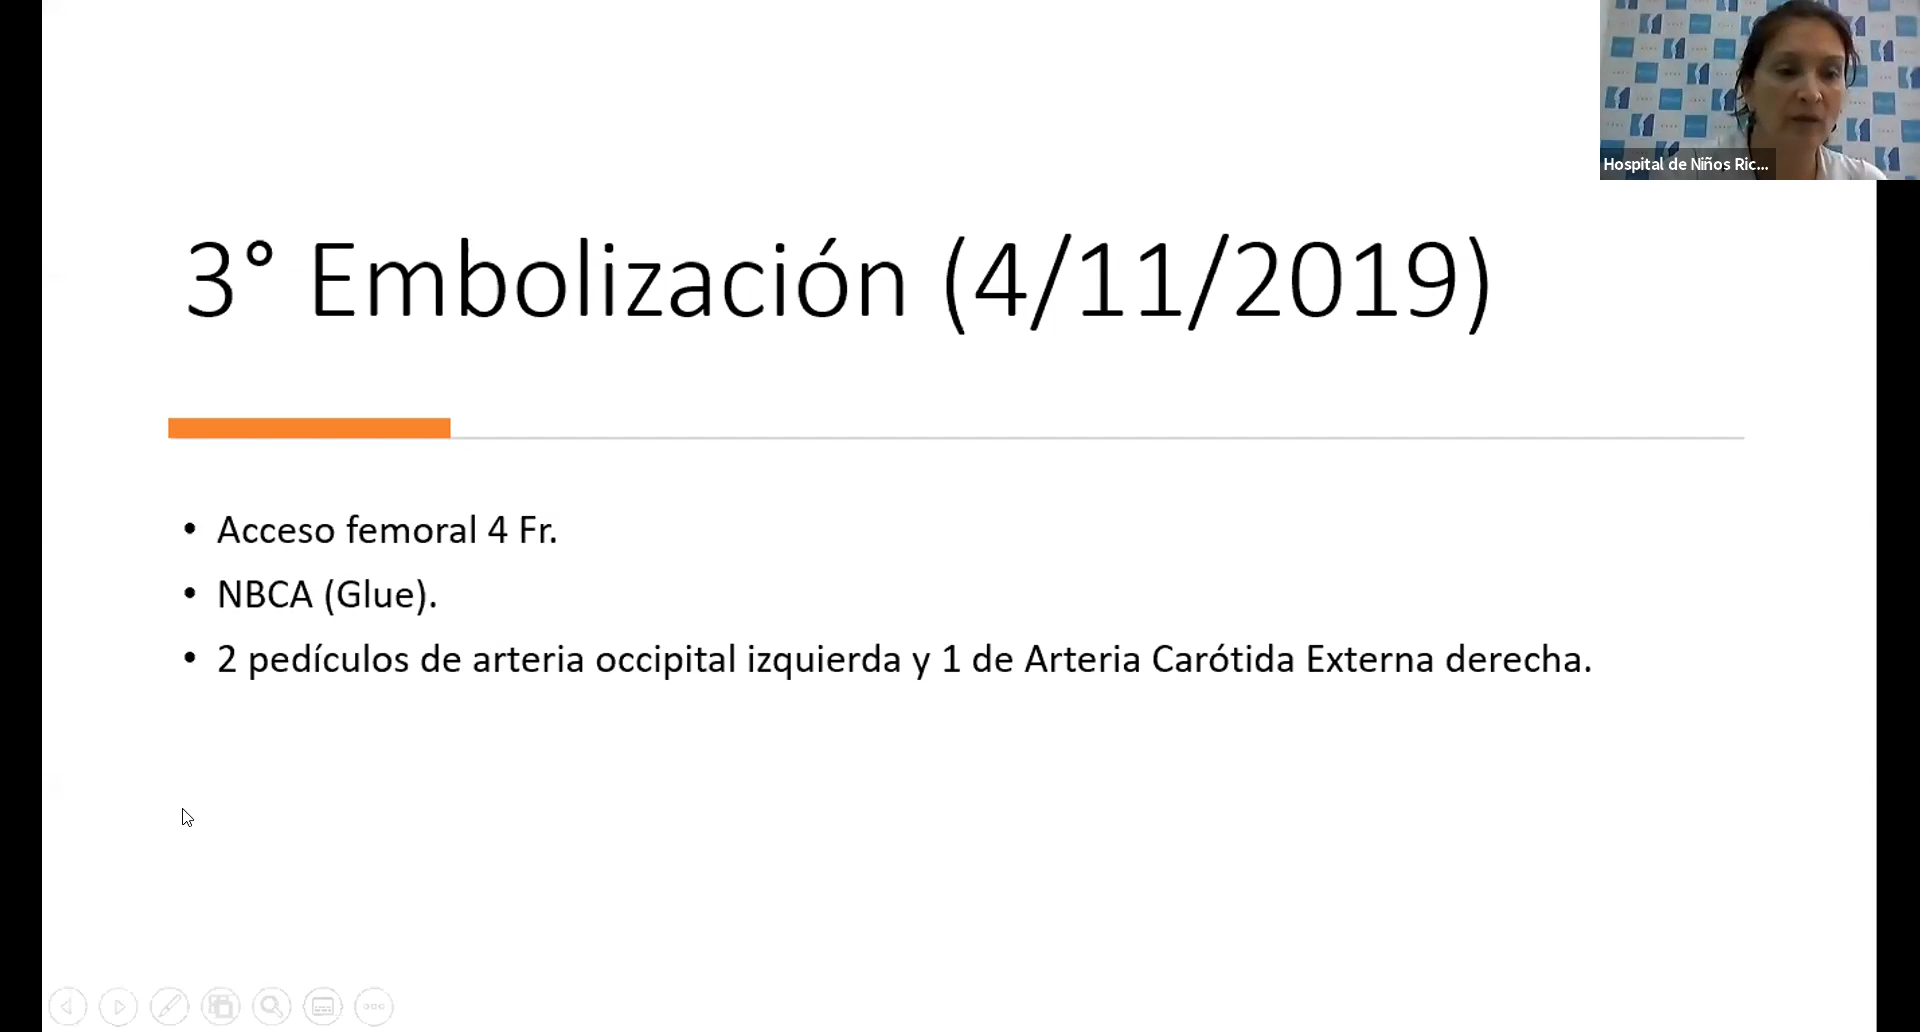 Hospital de Niños Ric...
3° Embolización (4/11/2019)
• Acceso femoral 4 Fr.
• NBCA (Glue).
• 2 pedículos de arteria occipital izquierda y 1 de Arteria Carótida Externa derecha.